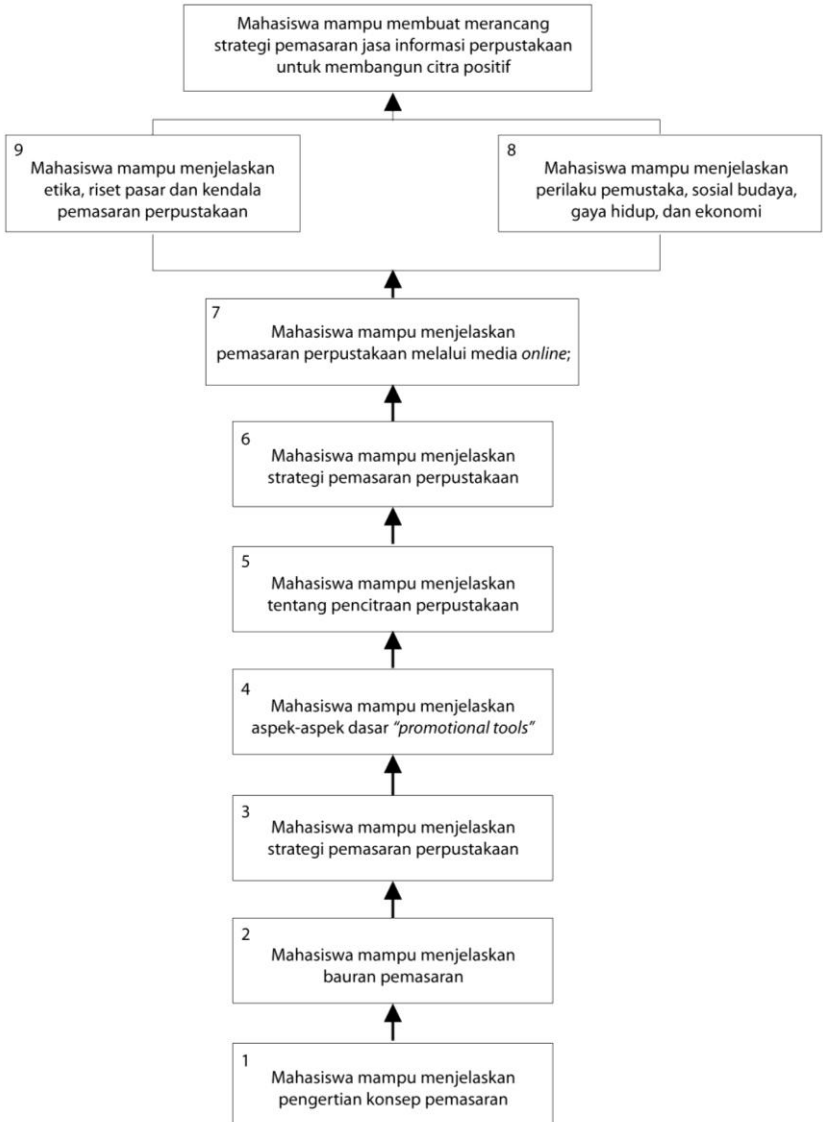 Mahasiswa mampu membuat merancang
strategi pemasaran jasa informasi perpustakaan
untuk membangun citra positif
9
Mahasiswa mampu menjelaskan
etika, riset pasar dan kendala
pemasaran perpustakaan
8
Mahasiswa mampu menjelaskan
perilaku pemustaka, sosial budaya,
gaya hidup, dan ekonomi
7
Mahasiswa mampu menjelaskan
pemasaran perpustakaan melalui media online;
6
Mahasiswa mampu menjelaskan
strategi pemasaran perpustakaan
5
Mahasiswa mampu menjelaskan
tentang pencitraan perpustakaan
4
Mahasiswa mampu menjelaskan
aspek-aspek dasar “promotional tools”
3
Mahasiswa mampu menjelaskan
strategi pemasaran perpustakaan
2
Mahasiswa mampu menjelaskan
bauran pemasaran
1
Mahasiswa mampu menjelaskan
pengertian konsep pemasaran